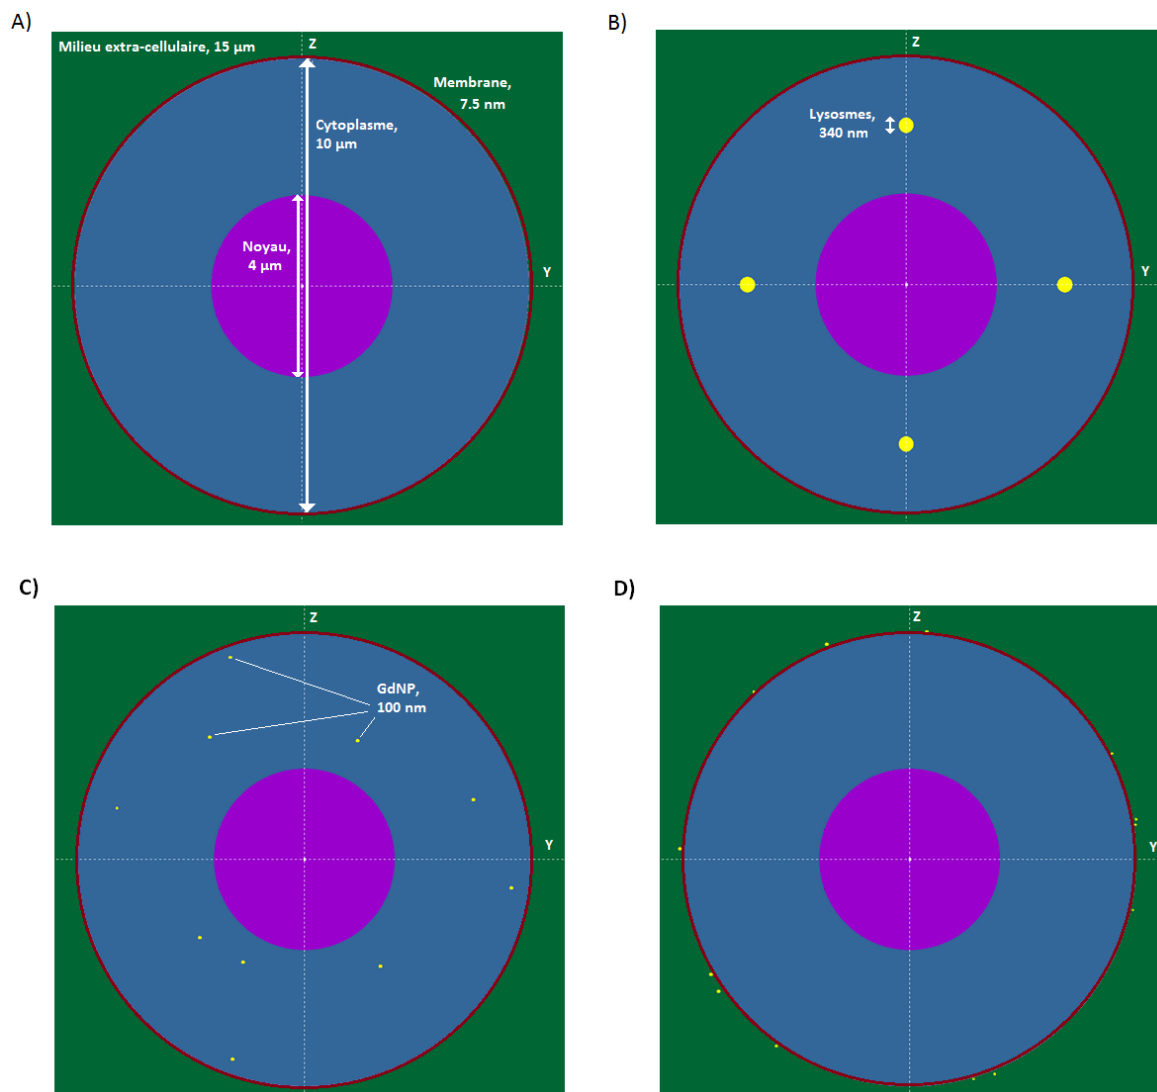 A)
Milieu extra-cellulaire, 15 µm
Z
Membrane,
7.5 nm
Cytoplasme,
10 µm
Noyau,
4 µm
Y
B)
Z
Lysosmes,
340 nm
Y
C)
Z
GdNP,
100 nm
Y
D)
Z
Y